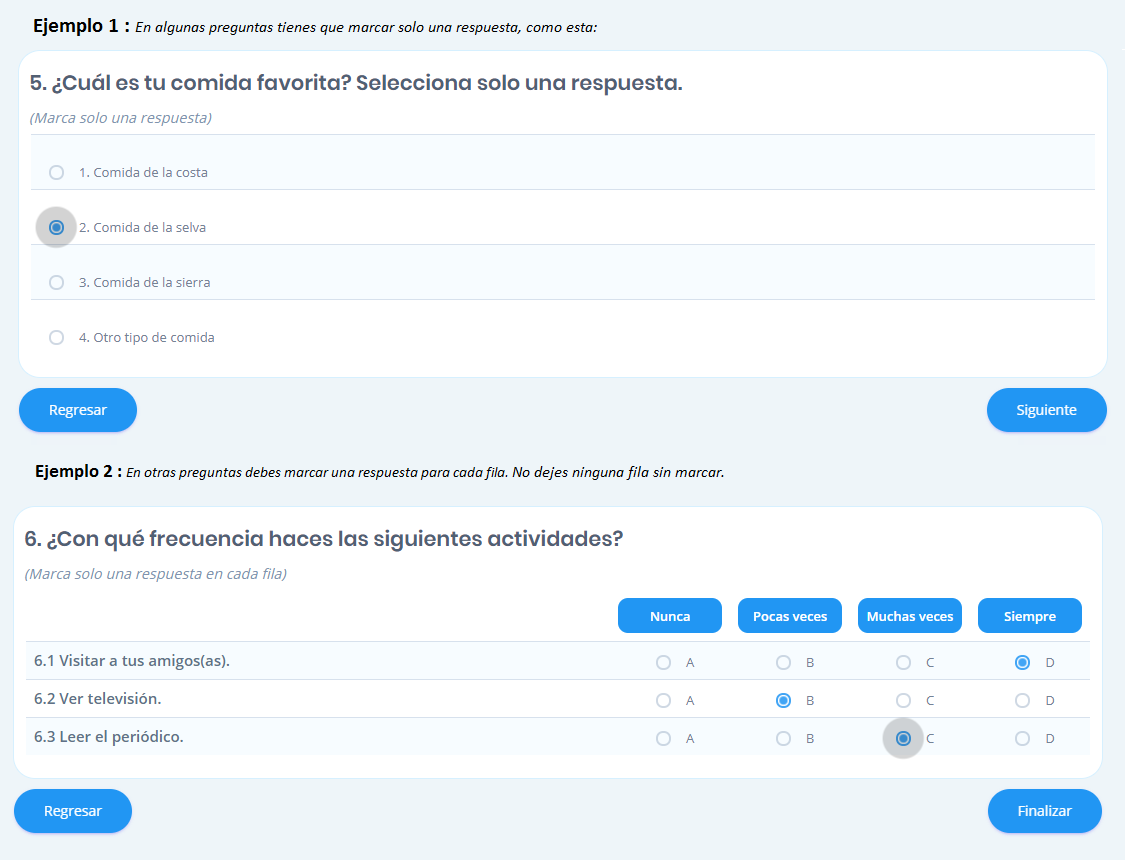 Ejemplo 1 : En algunas preguntas tienes que marcar solo una respuesta, como esta:
5. ¿Cuál es tu comida favorita? Selecciona solo una respuesta.
(Marca solo una respuesta)
1. Comida de la costa
2. Comida de la selva
3. Comida de la sierra
4. Otro tipo de comida
Regresar Siguiente
Ejemplo 2 : En otras preguntas debes marcar una respuesta para cada fila. No dejes ninguna fila sin marcar.
6. ¿Con qué frecuencia haces las siguientes actividades?
(Marca solo una respuesta en cada fila)
Nunca Pocas veces Muchas veces Siempre
6.1 Visitar a tus amigos(as). A B C D
6.2 Ver televisión. A B C D
6.3 Leer el periódico. A B C D
Regresar Finalizar